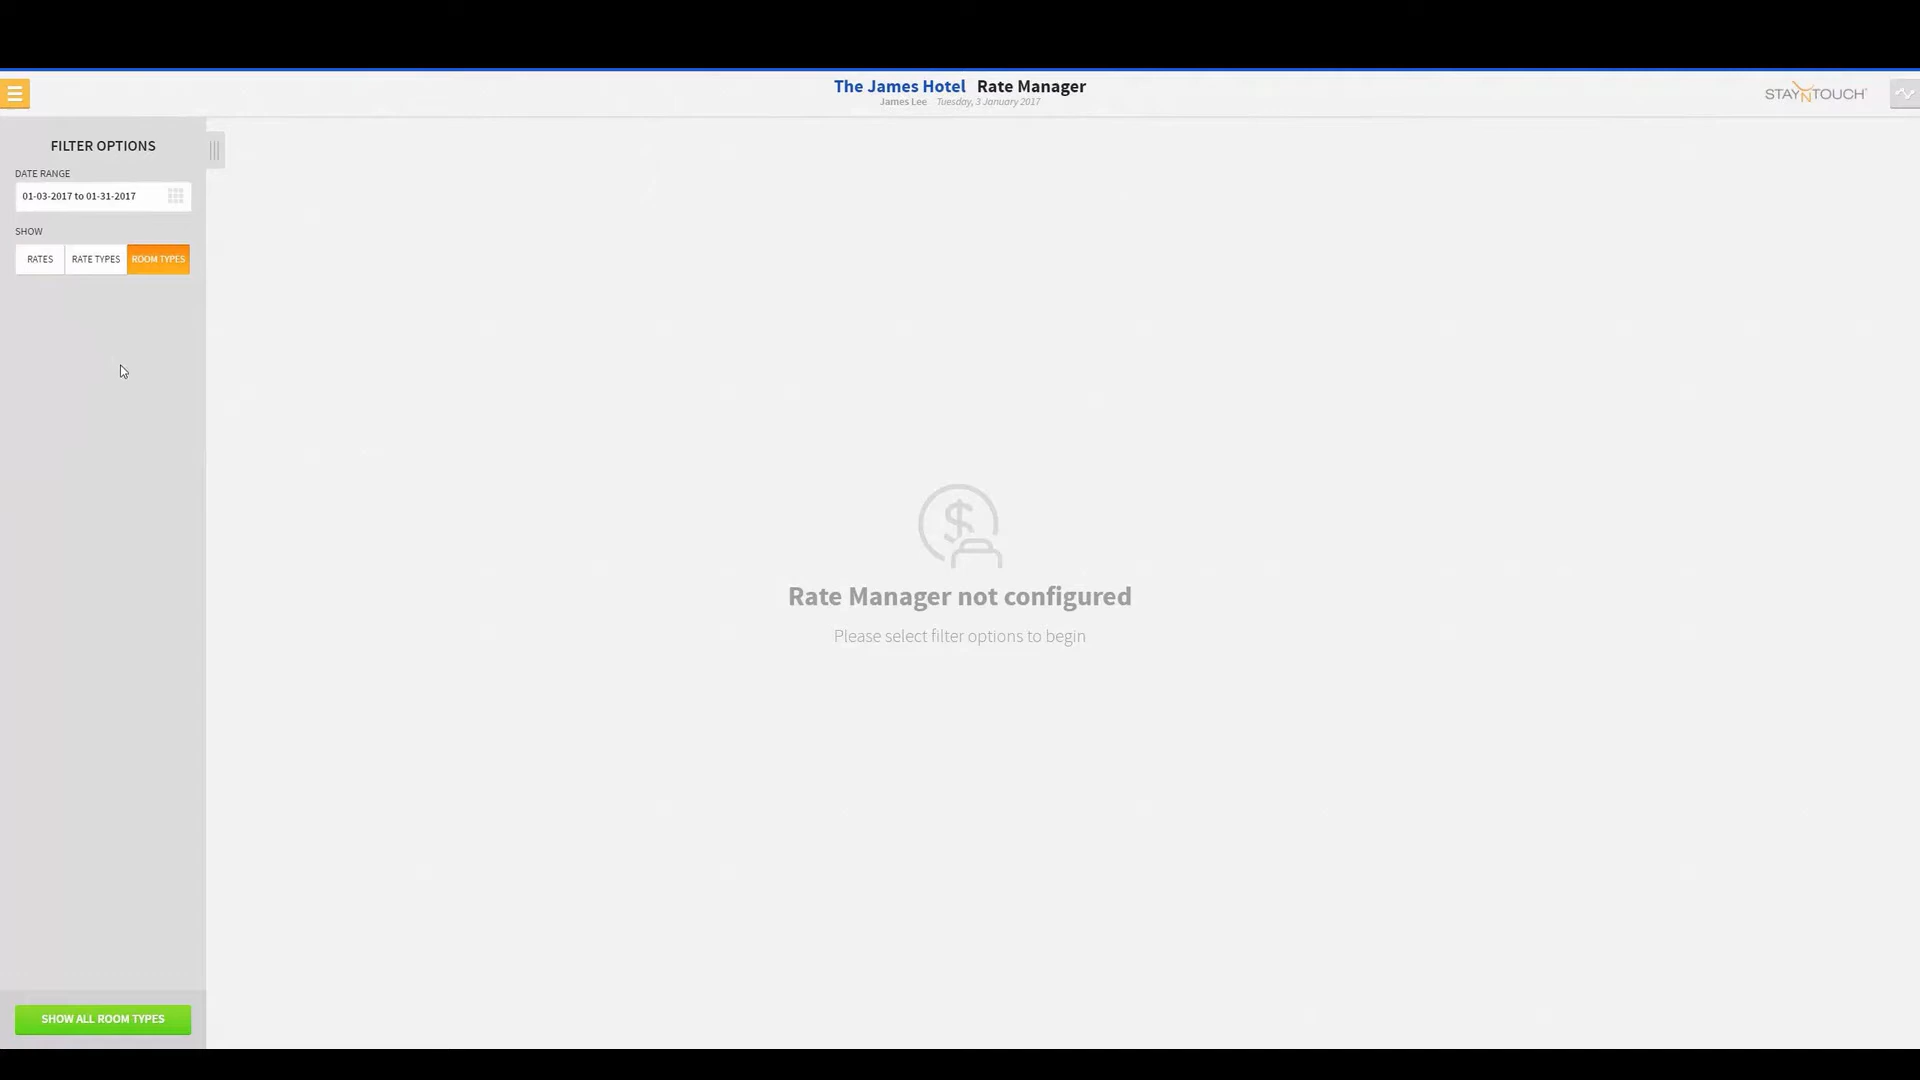 The James Hotel Rate Manager
James Lee Tuesday, 3 January 2017
STAYNTOUCH
FILTER OPTIONS
DATE RANGE
01-03-2017 to 01-31-2017
SHOW
RATES RATE TYPES ROOM TYPES
Rate Manager not configured
Please select filter options to begin
SHOW ALL ROOM TYPES